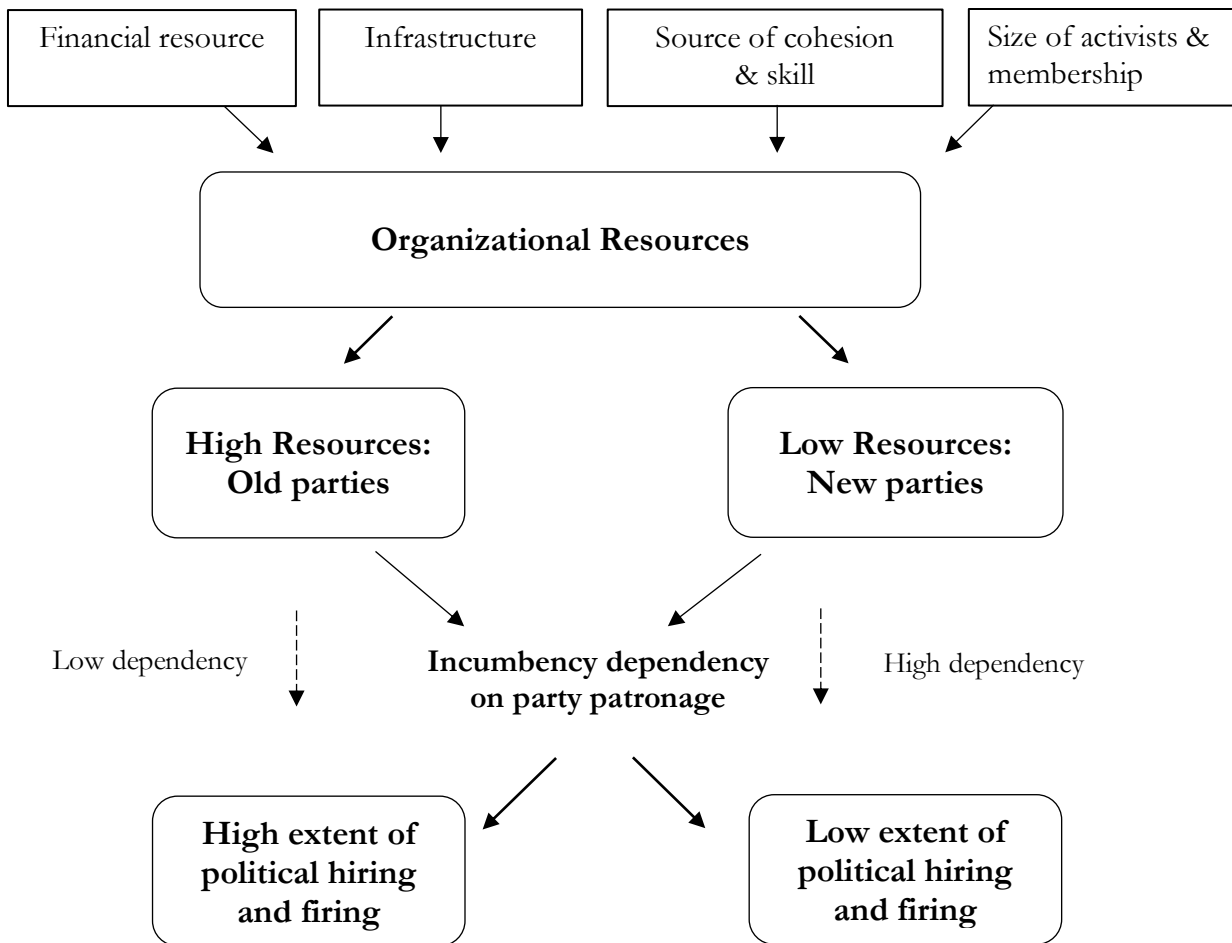 Financial resource
Infrastructure
Source of cohesion
& skill
Size of activists &
membership
Organizational Resources
High Resources:
Old parties
Low Resources:
New parties
Low dependency
Incumbency dependency
on party patronage
High dependency
High extent of
political hiring
and firing
Low extent of
political hiring
and firing